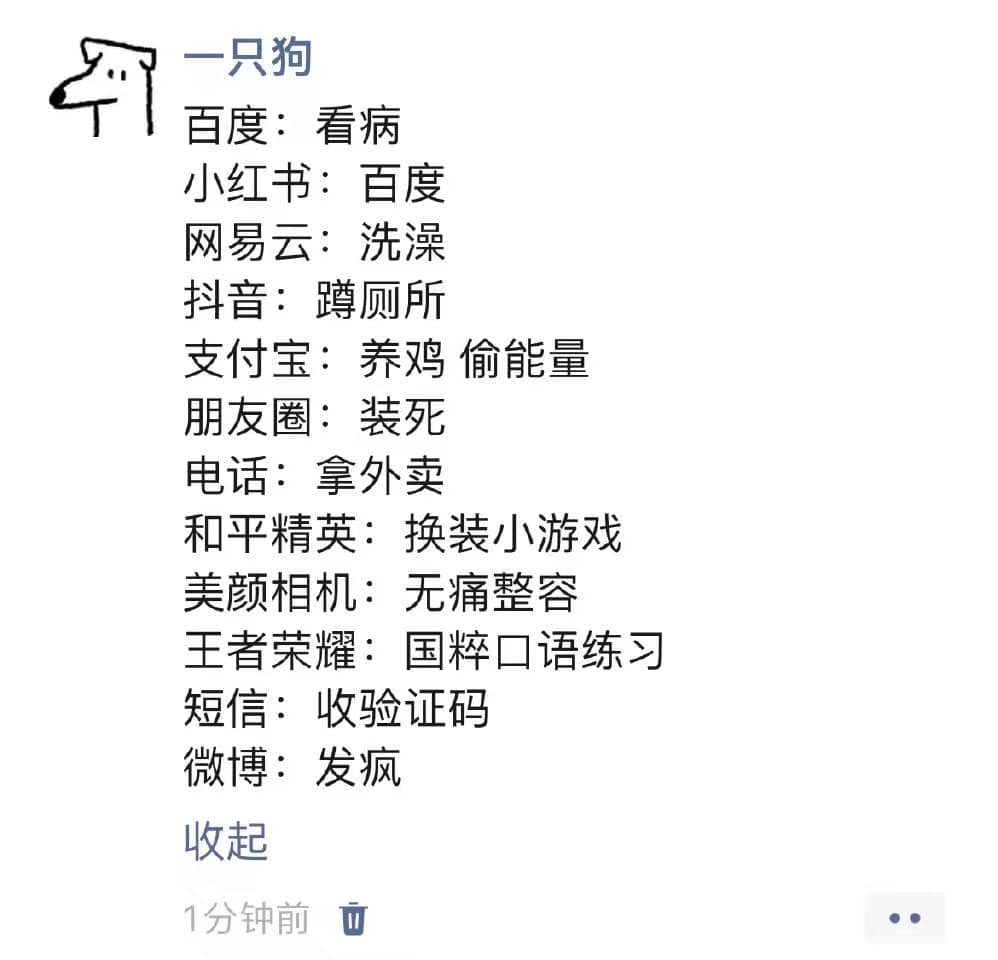 一只狗
百度：看病
小红书：百度
网易云：洗澡
抖音：蹲厕所
支付宝：养鸡 偷能量
朋友圈：装死
电话：拿外卖
和平精英：换装小游戏
美颜相机：无痛整容
王者荣耀：国粹口语练习
短信：收验证码
微博：发疯
收起
1分钟前